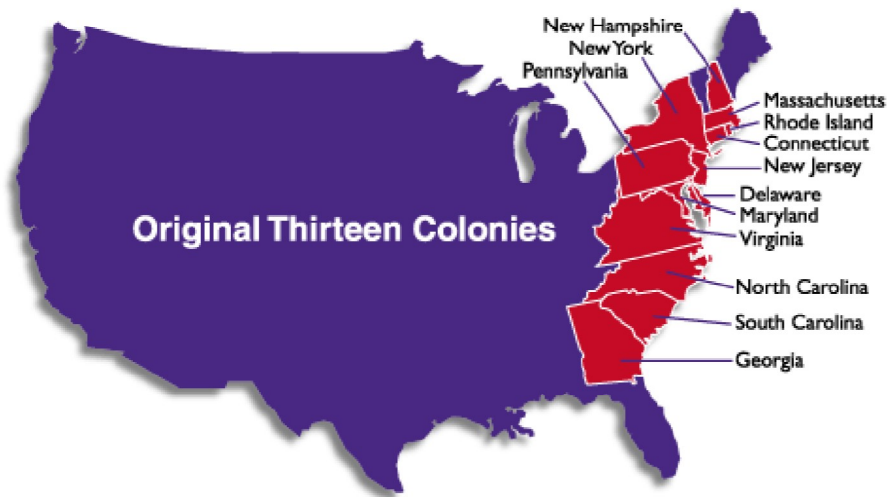 New Hampshire
New York
Pennsylvania
Massachusetts
Rhode Island
Connecticut
New Jersey
Delaware
Maryland
Virginia
Original Thirteen Colonies
North Carolina
South Carolina
Georgia